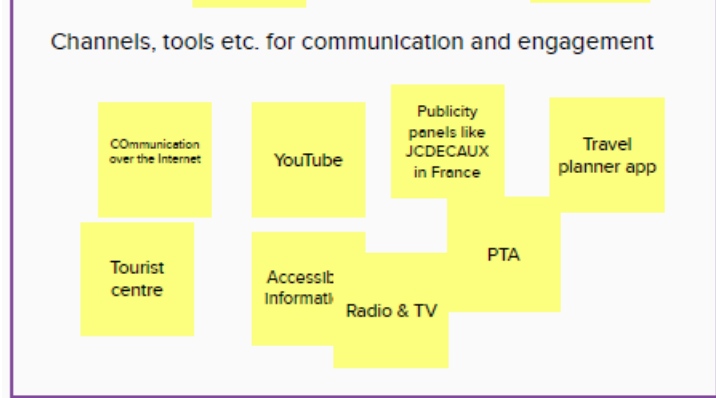 Channels, tools etc. for communication and engagement
COmmunication
over the Internet
YouTube
Publicity
panels like
JCDECAUX
in France
Travel
planner app
Tourist
centre
Radio & TV
PTA